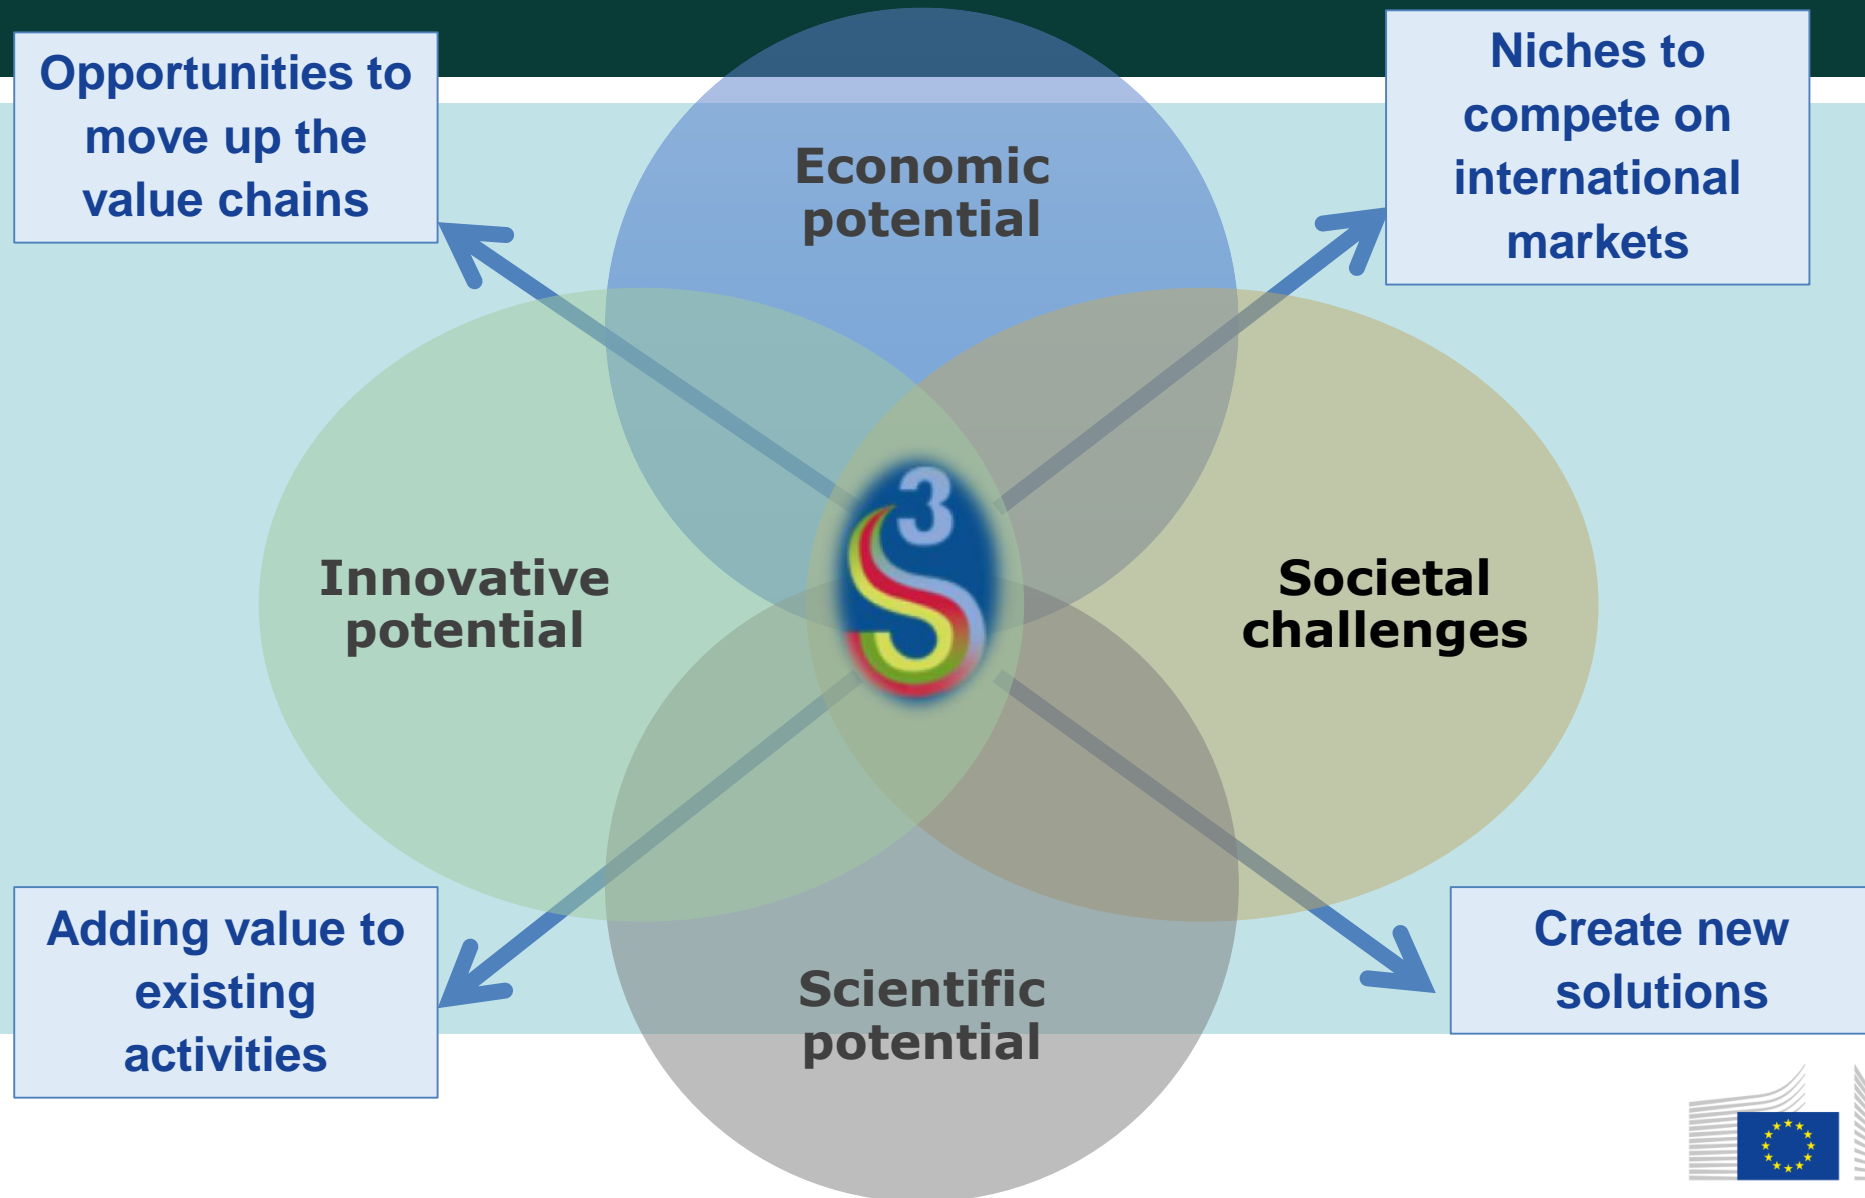 Opportunities to
move up the
value chains
Niches to
compete on
international
markets
Economic
potential
3
S
Innovative
potential
Societal
challenges
Adding value to
existing
activities
Scientific
potential
Create new
solutions